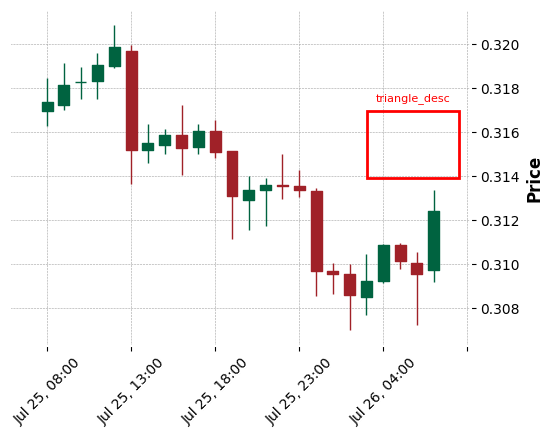 triangle_desc
0.320
0.318
0.316
0.314
0.312
0.310
0.308
Price
Jul 25, 08:00
Jul 25, 13:00
Jul 25, 18:00
Jul 25, 23:00
Jul 26, 04:00